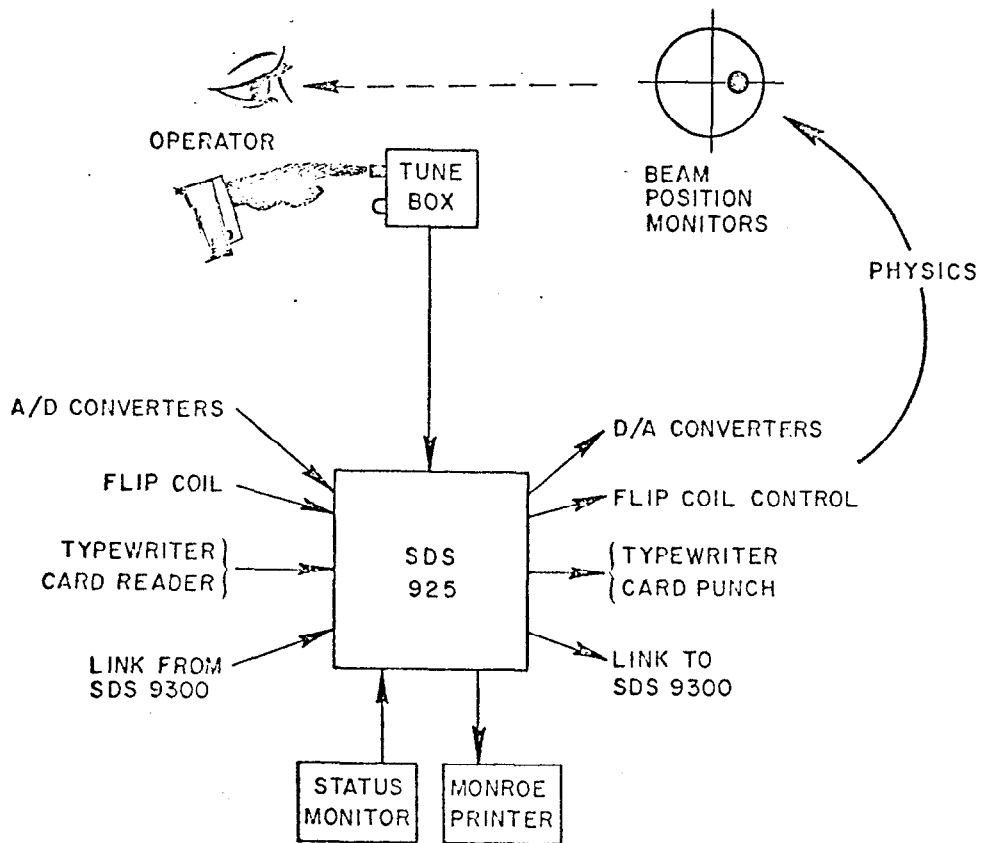 OPERATOR
TUNE
BOX
BEAM
POSITION
MONITORS
PHYSICS
A/D CONVERTERS
FLIP COIL
TYPEWRITER
CARD READER
LINK FROM
SDS 9300
SDS
925
D/A CONVERTERS
FLIP COIL CONTROL
TYPEWRITER
CARD PUNCH
LINK TO
SDS 9300
STATUS
MONITOR
MONROE
PRINTER